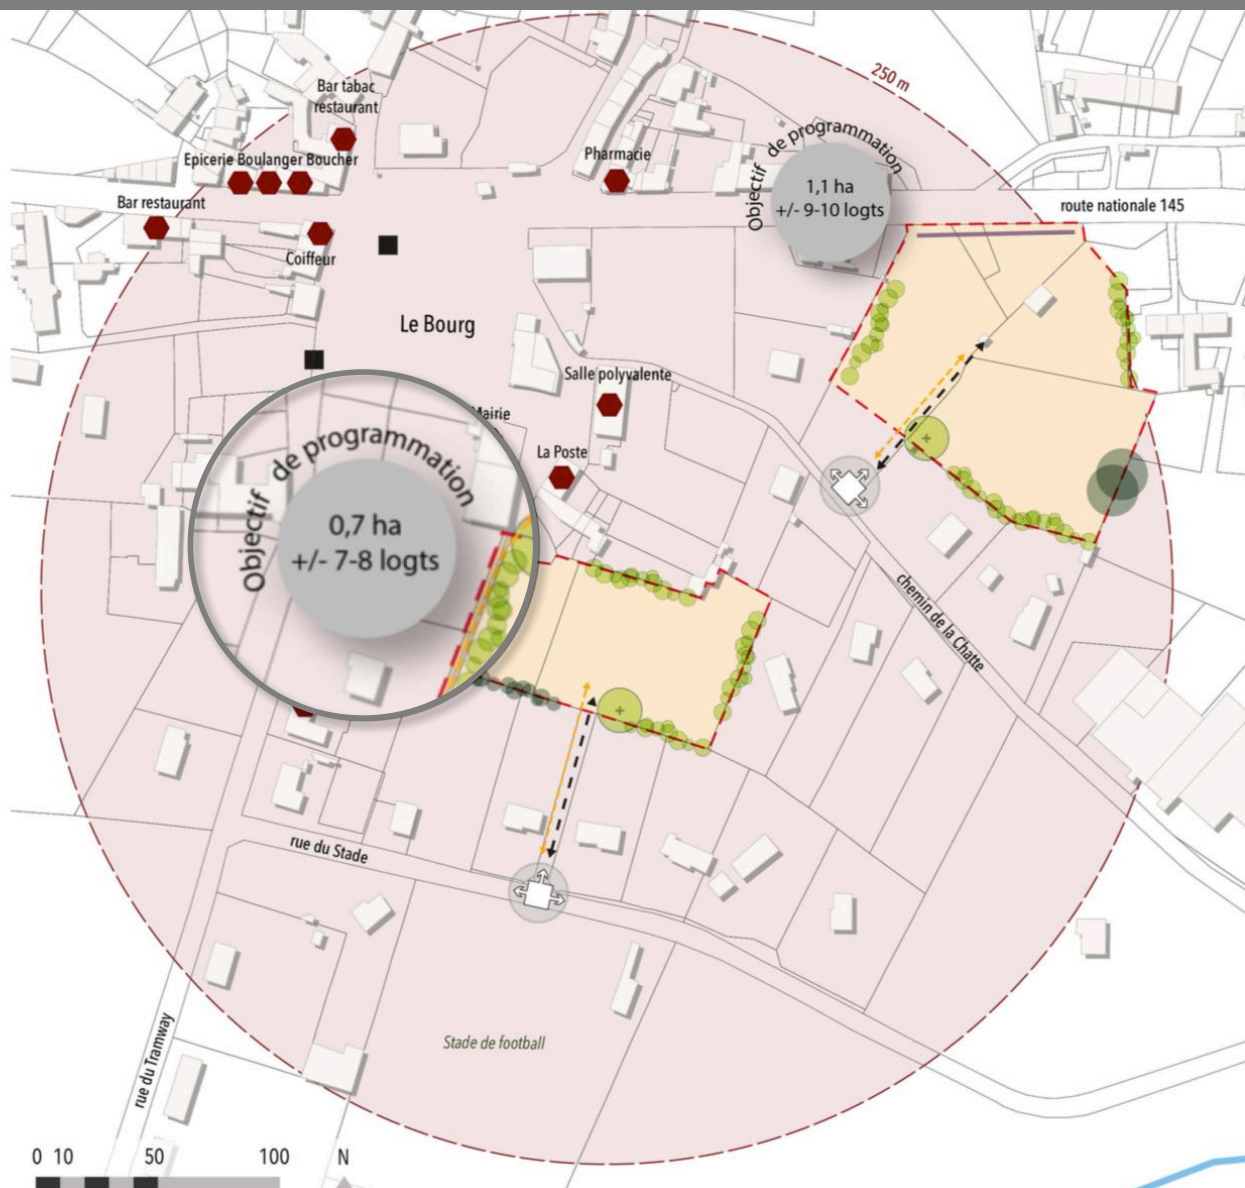 250 m
Bar tabac
restaurant
Epicerie Boulanger Boucher
Pharmacie
Objectif de programmation
1,1 ha
+/- 9-10 logts
Bar restaurant
route nationale 145
Coiffeur
Le Bourg
Salle polyvalente
Mairie
La Poste
Objectif de programmation
0,7 ha
+/- 7-8 logts
chemin de la Chatte
rue du Stade
Stade de football
rue du Tramway
0 10 50 100 N